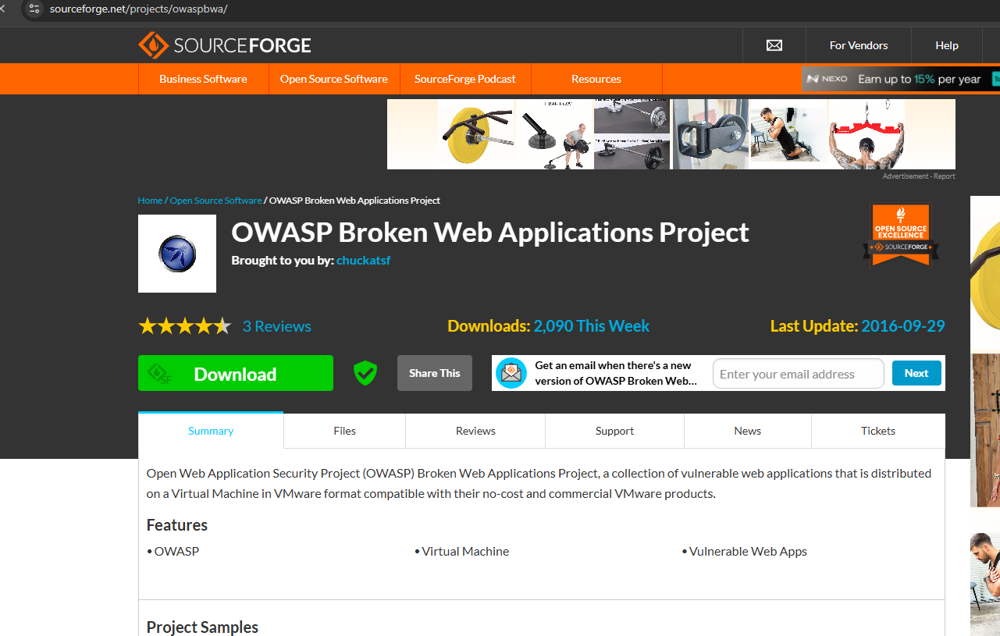 sourceforge.net/projects/owaspbwa/
SOURCEFORGE
For Vendors
Help
Business Software
Open Source Software
SourceForge Podcast
Resources
NEXO Earn up to 15% per year
Advertisement - Report
Home / Open Source Software / OWASP Broken Web Applications Project
OWASP Broken Web Applications Project
Brought to you by: chuckatsf
OPEN SOURCE
EXCELLENCE
SOURCEFORGE
3 Reviews
Downloads: 2,090 This Week
Last Update: 2016-09-29
SF
Download
Share This
Get an email when there's a new
version of OWASP Broken Web...
Enter your email address
Next
Summary
Files
Reviews
Support
News
Tickets
Open Web Application Security Project (OWASP) Broken Web Applications Project, a collection of vulnerable web applications that is distributed
on a Virtual Machine in VMware format compatible with their no-cost and commercial VMware products.
Features
• OWASP
• Virtual Machine
• Vulnerable Web Apps
Project Samples